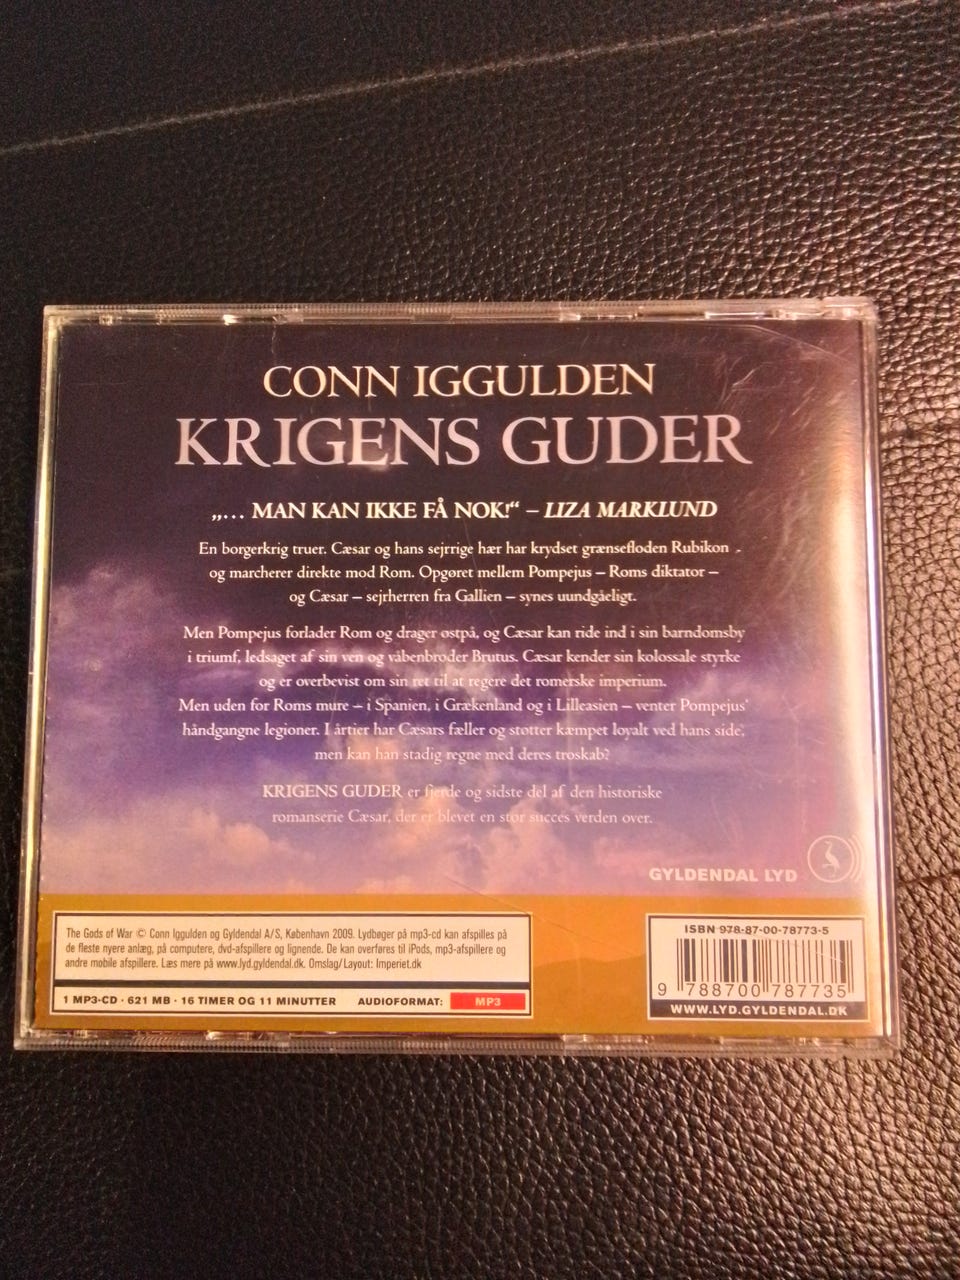 CONN IGGULDEN
KRIGENS GUDER
„... MAN KAN IKKE FÅ NOK!“ – LIZA MARKLUND
En borgerkrig truer. Cæsar og hans sejrrige hær har krydset grænsefloden Rubikon
og marcherer direkte mod Rom. Opgøret mellem Pompejus – Roms diktator –
og Cæsar – sejrherren fra Gallien – synes uundgåeligt.
Men Pompejus forlader Rom og drager østpå, og Cæsar kan ride ind i sin barndomsby
i triumf, ledsaget af sin ven og våbenbroder Brutus. Cæsar kender sin kolossale styrke
og er overbevist om sin ret til at regere det romerske imperium.
Men uden for Roms mure – i Spanien, i Grækenland og i Lilleasien – venter Pompejus'
håndgangne legioner. I årtier har Cæsars fæller og støtter kæmpet loyalt ved hans side,
men kan han stadig regne med deres troskab?
KRIGENS GUDER er fjerde og sidste del af den historiske
romanserie Cæsar, der er blevet en stor succes verden over.
GYLDENDAL LYD
The Gods of War © Conn Iggulden og Gyldendal A/S, København 2009. Lydbøger på mp3-cd kan afspilles på
de fleste nyere anlæg, på computere, dvd-afspillere og lignende. De kan overføres til iPods, mp3-afspillere og
andre mobile afspillere. Læs mere på www.lyd.gyldendal.dk. Omslag/Layout: Imperiet.dk
1 MP3-CD · 621 MB · 16 TIMER OG 11 MINUTTER AUDIOFORMAT: MP3
ISBN 978-87-00-78773-5
9 788700 787735
WWW.LYD.GYLDENDAL.DK